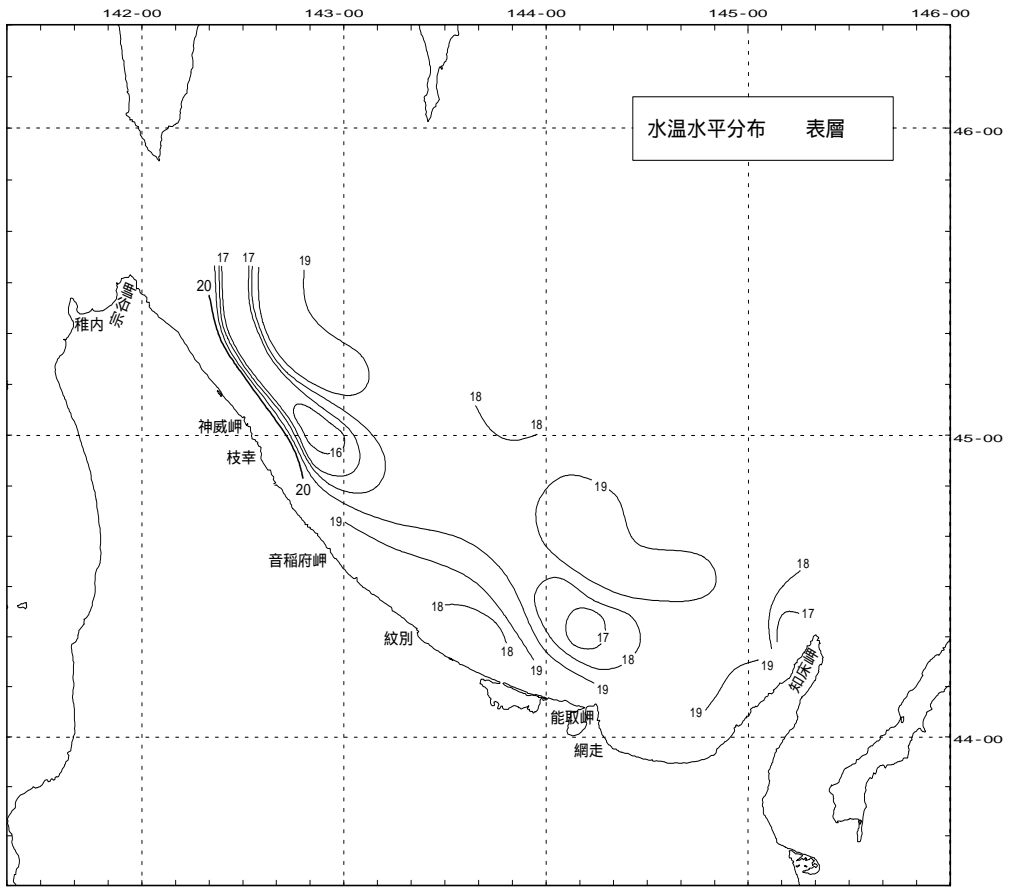 142-00 143-00 144-00 145-00 146-00
水温水平分布 表層
46-00
17 17 19
20
宗谷岬
稚内
18
神威岬 18
45-00
枝幸 16
20 19
19
音稲府岬 18
18 17
紋別 17
18 18
19 19
知床岬
19
能取岬 19
44-00
網走